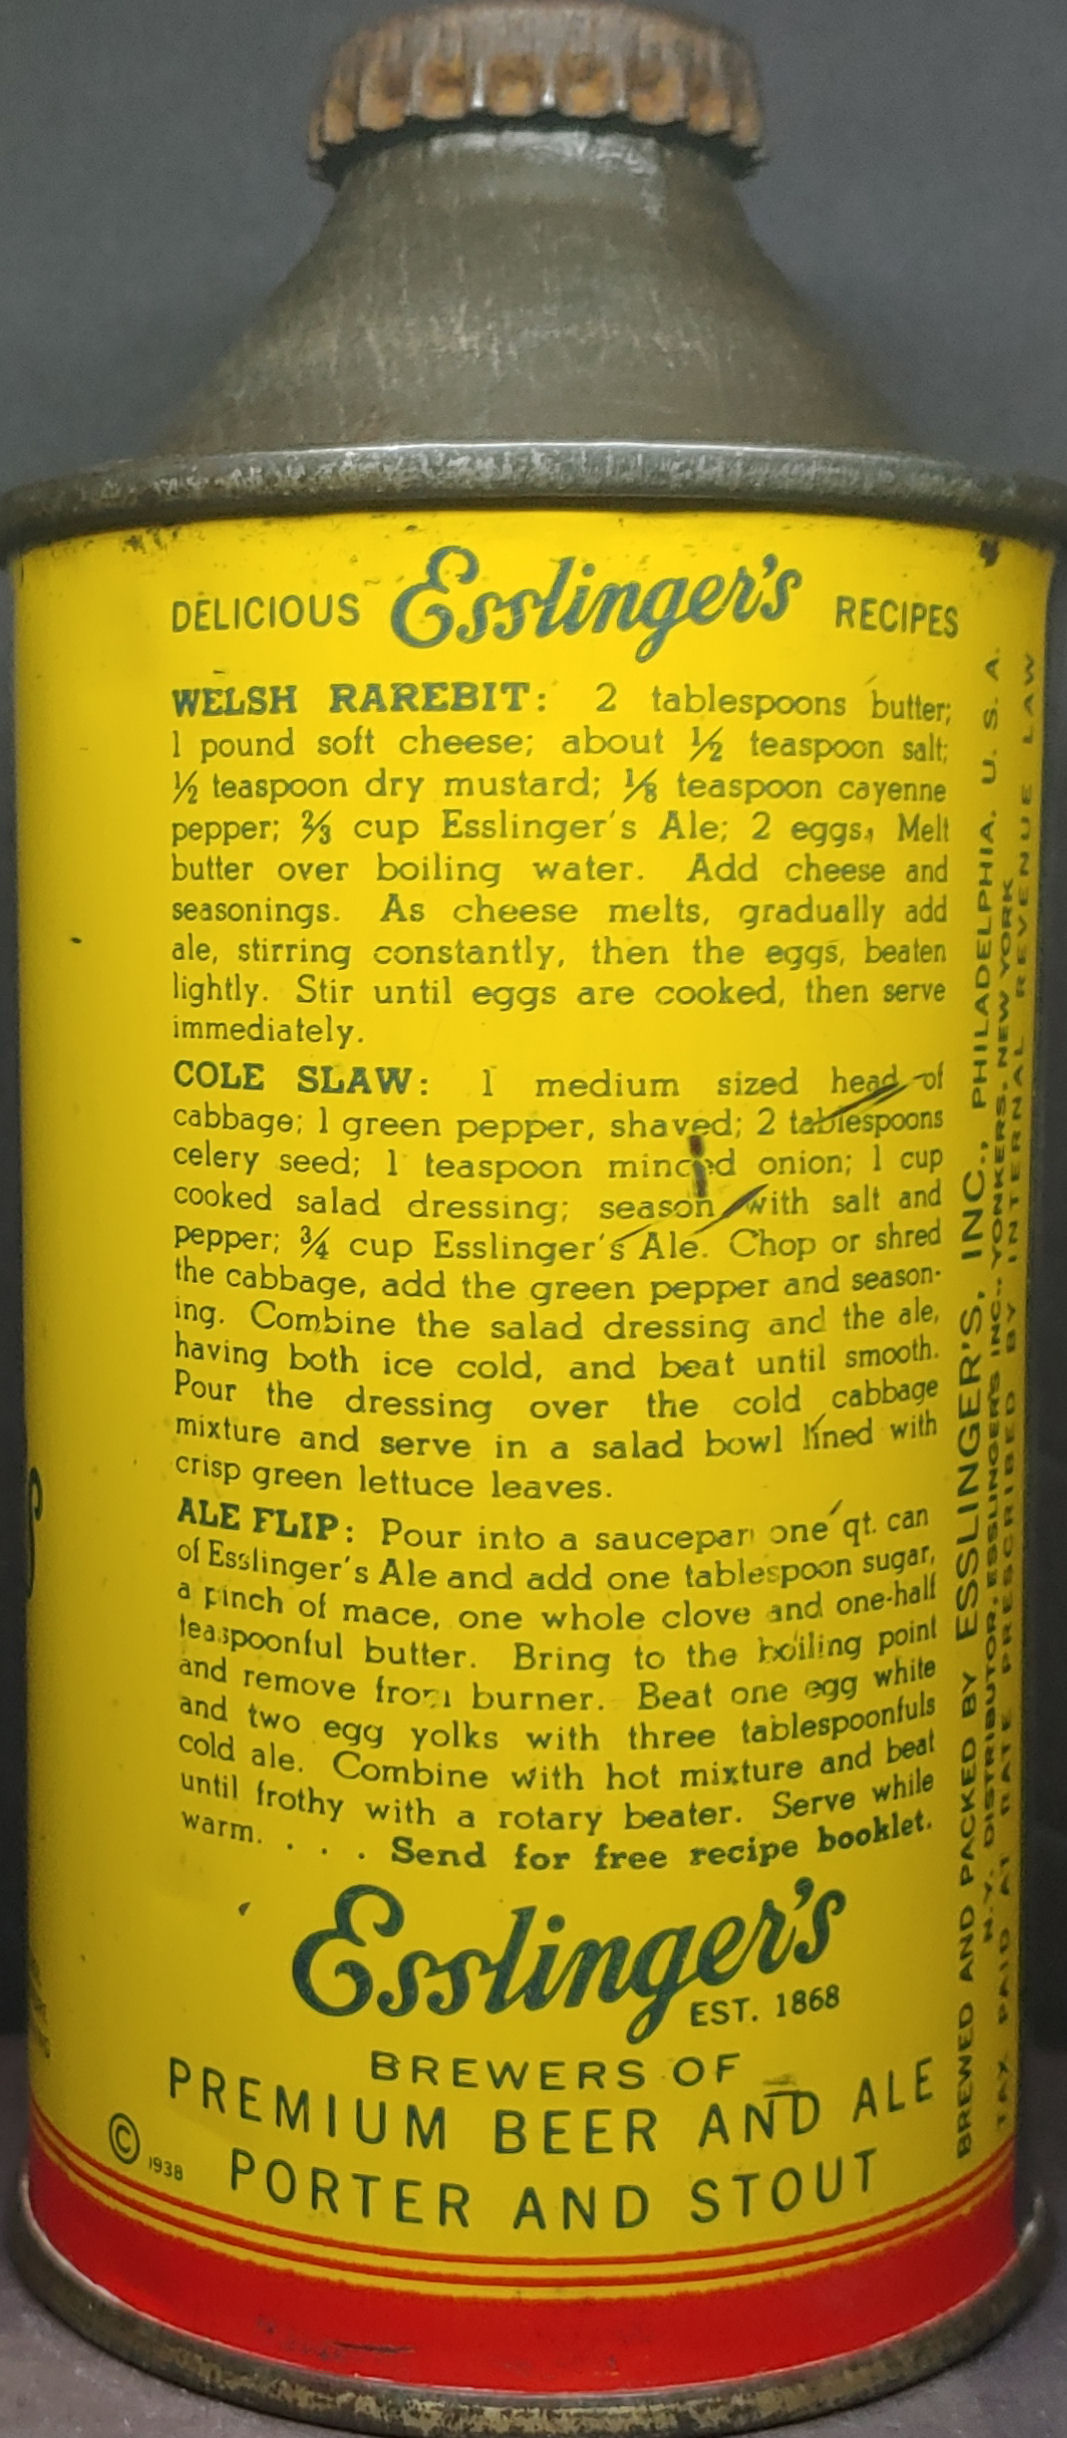 DELICIOUS Esslinger's RECIPES
WELSH RAREBIT: 2 tablespoons butter;
1 pound soft cheese; about ½ teaspoon salt;
½ teaspoon dry mustard; ⅛ teaspoon cayenne
pepper; ⅔ cup Esslinger's Ale; 2 eggs. Melt
butter over boiling water. Add cheese and
seasonings. As cheese melts, gradually add
ale, stirring constantly, then the eggs, beaten
lightly. Stir until eggs are cooked, then serve
immediately.
COLE SLAW: 1 medium sized head of
cabbage; 1 green pepper, shaved; 2 tablespoons
celery seed; 1 teaspoon minced onion; 1 cup
cooked salad dressing; season with salt and
pepper; ¾ cup Esslinger's Ale. Chop or shred
the cabbage, add the green pepper and season-
ing. Combine the salad dressing and the ale,
having both ice cold, and beat until smooth.
Pour the dressing over the cold cabbage
mixture and serve in a salad bowl lined with
crisp green lettuce leaves.
ALE FLIP: Pour into a saucepan one qt. can
of Esslinger's Ale and add one tablespoon sugar,
a pinch of mace, one whole clove and one-half
teaspoonful butter. Bring to the boiling point
and remove from burner. Beat one egg white
and two egg yolks with three tablespoonfuls
cold ale. Combine with hot mixture and beat
until frothy with a rotary beater. Serve while
warm. . . . Send for free recipe booklet.
Esslinger's
EST. 1868
BREWERS OF
PREMIUM BEER AND ALE
PORTER AND STOUT
© 1938
BREWED AND PACKED BY ESSLINGER'S, INC., PHILADELPHIA, U. S. A.
N.Y. DISTRIBUTOR, ESSLINGER'S INC., YONKERS, NEW YORK
TAX PAID AT RATE PRESCRIBED BY INTERNAL REVENUE LAW